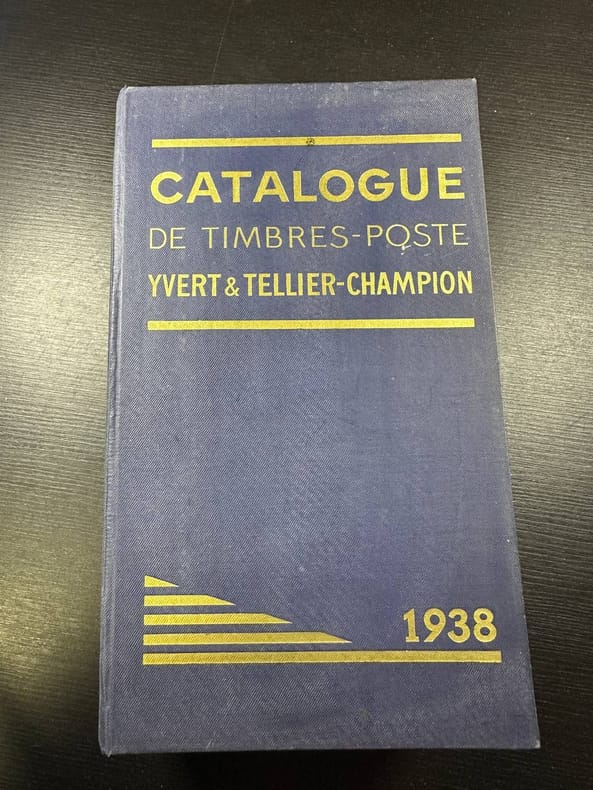 CATALOGUE
DE TIMBRES-POSTE
YVERT & TELLIER-CHAMPION
1938